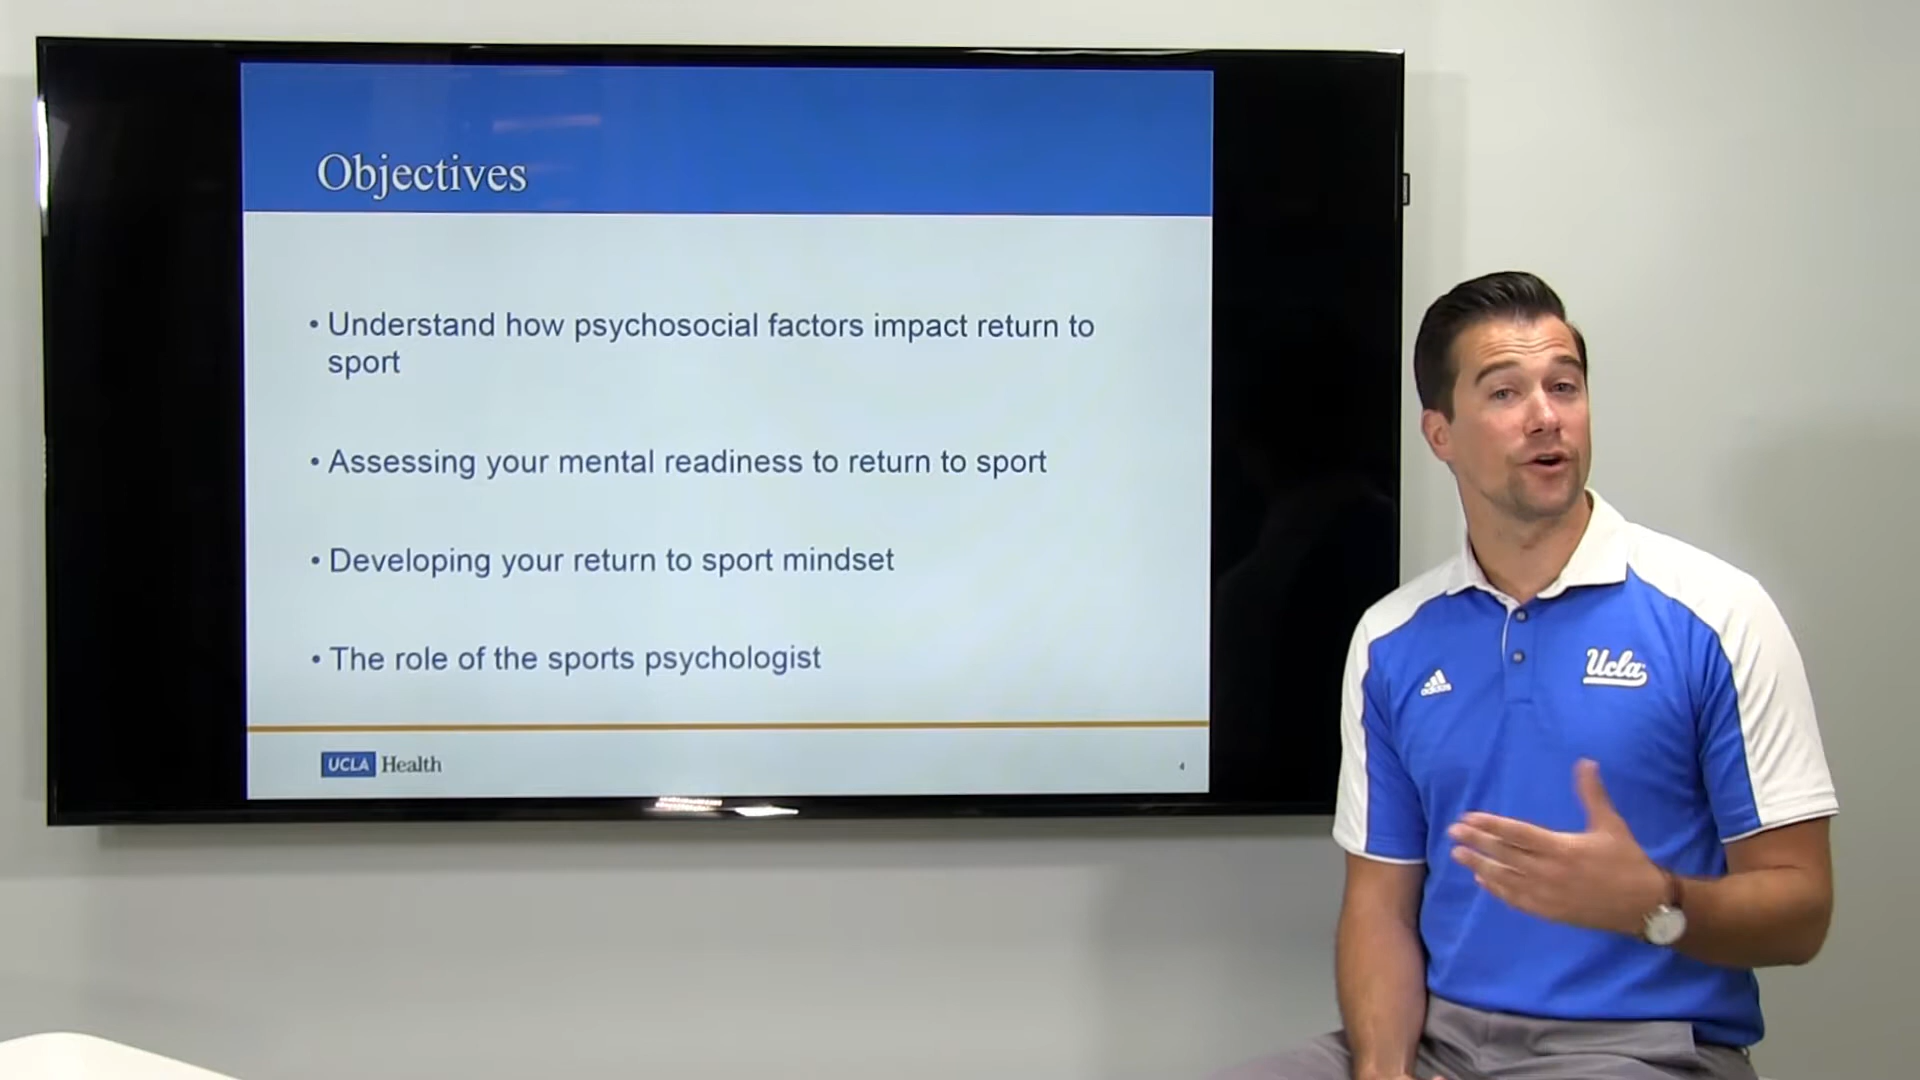 Objectives
• Understand how psychosocial factors impact return to
sport
• Assessing your mental readiness to return to sport
• Developing your return to sport mindset
• The role of the sports psychologist
UCLA Health
4
adidas
Ucla